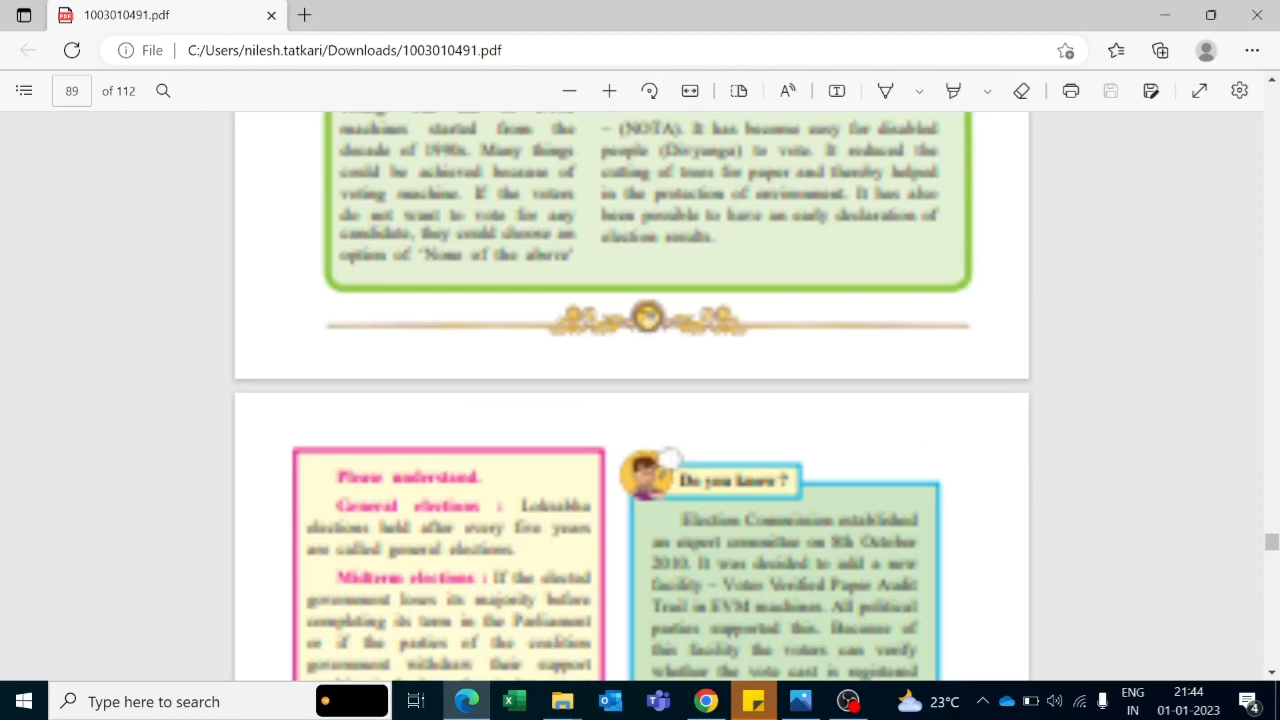 1003010491.pdf
File
C:/Users/nilesh.tatkari/Downloads/1003010491.pdf
89 of 112
machines started from the
decade of 1990s. Many things
could be achieved because of
voting machine. If the voters
do not want to vote for any
candidate, they could choose an
option of 'None of the above'
– (NOTA). It has become easy for disabled
people (Divyanga) to vote. It reduced the
cutting of trees for paper and thereby helped
in the protection of environment. It has also
been possible to have an early declaration of
election results.
Please understand.
General elections : Loksabha
elections held after every five years
are called general elections.
Midterm elections : If the elected
government loses its majority before
completing its term in the Parliament
or if the parties of the coalition
government withdraw their support
Do you know ?
Election Commission established
an expert committee on 8th October
2010. It was decided to add a new
facility – Voter Verified Paper Audit
Trail in EVM machines. All political
parties supported this. Because of
this facility the voters can verify
whether the vote cast is registered
Type here to search
23°C
ENG
IN
21:44
01-01-2023
4